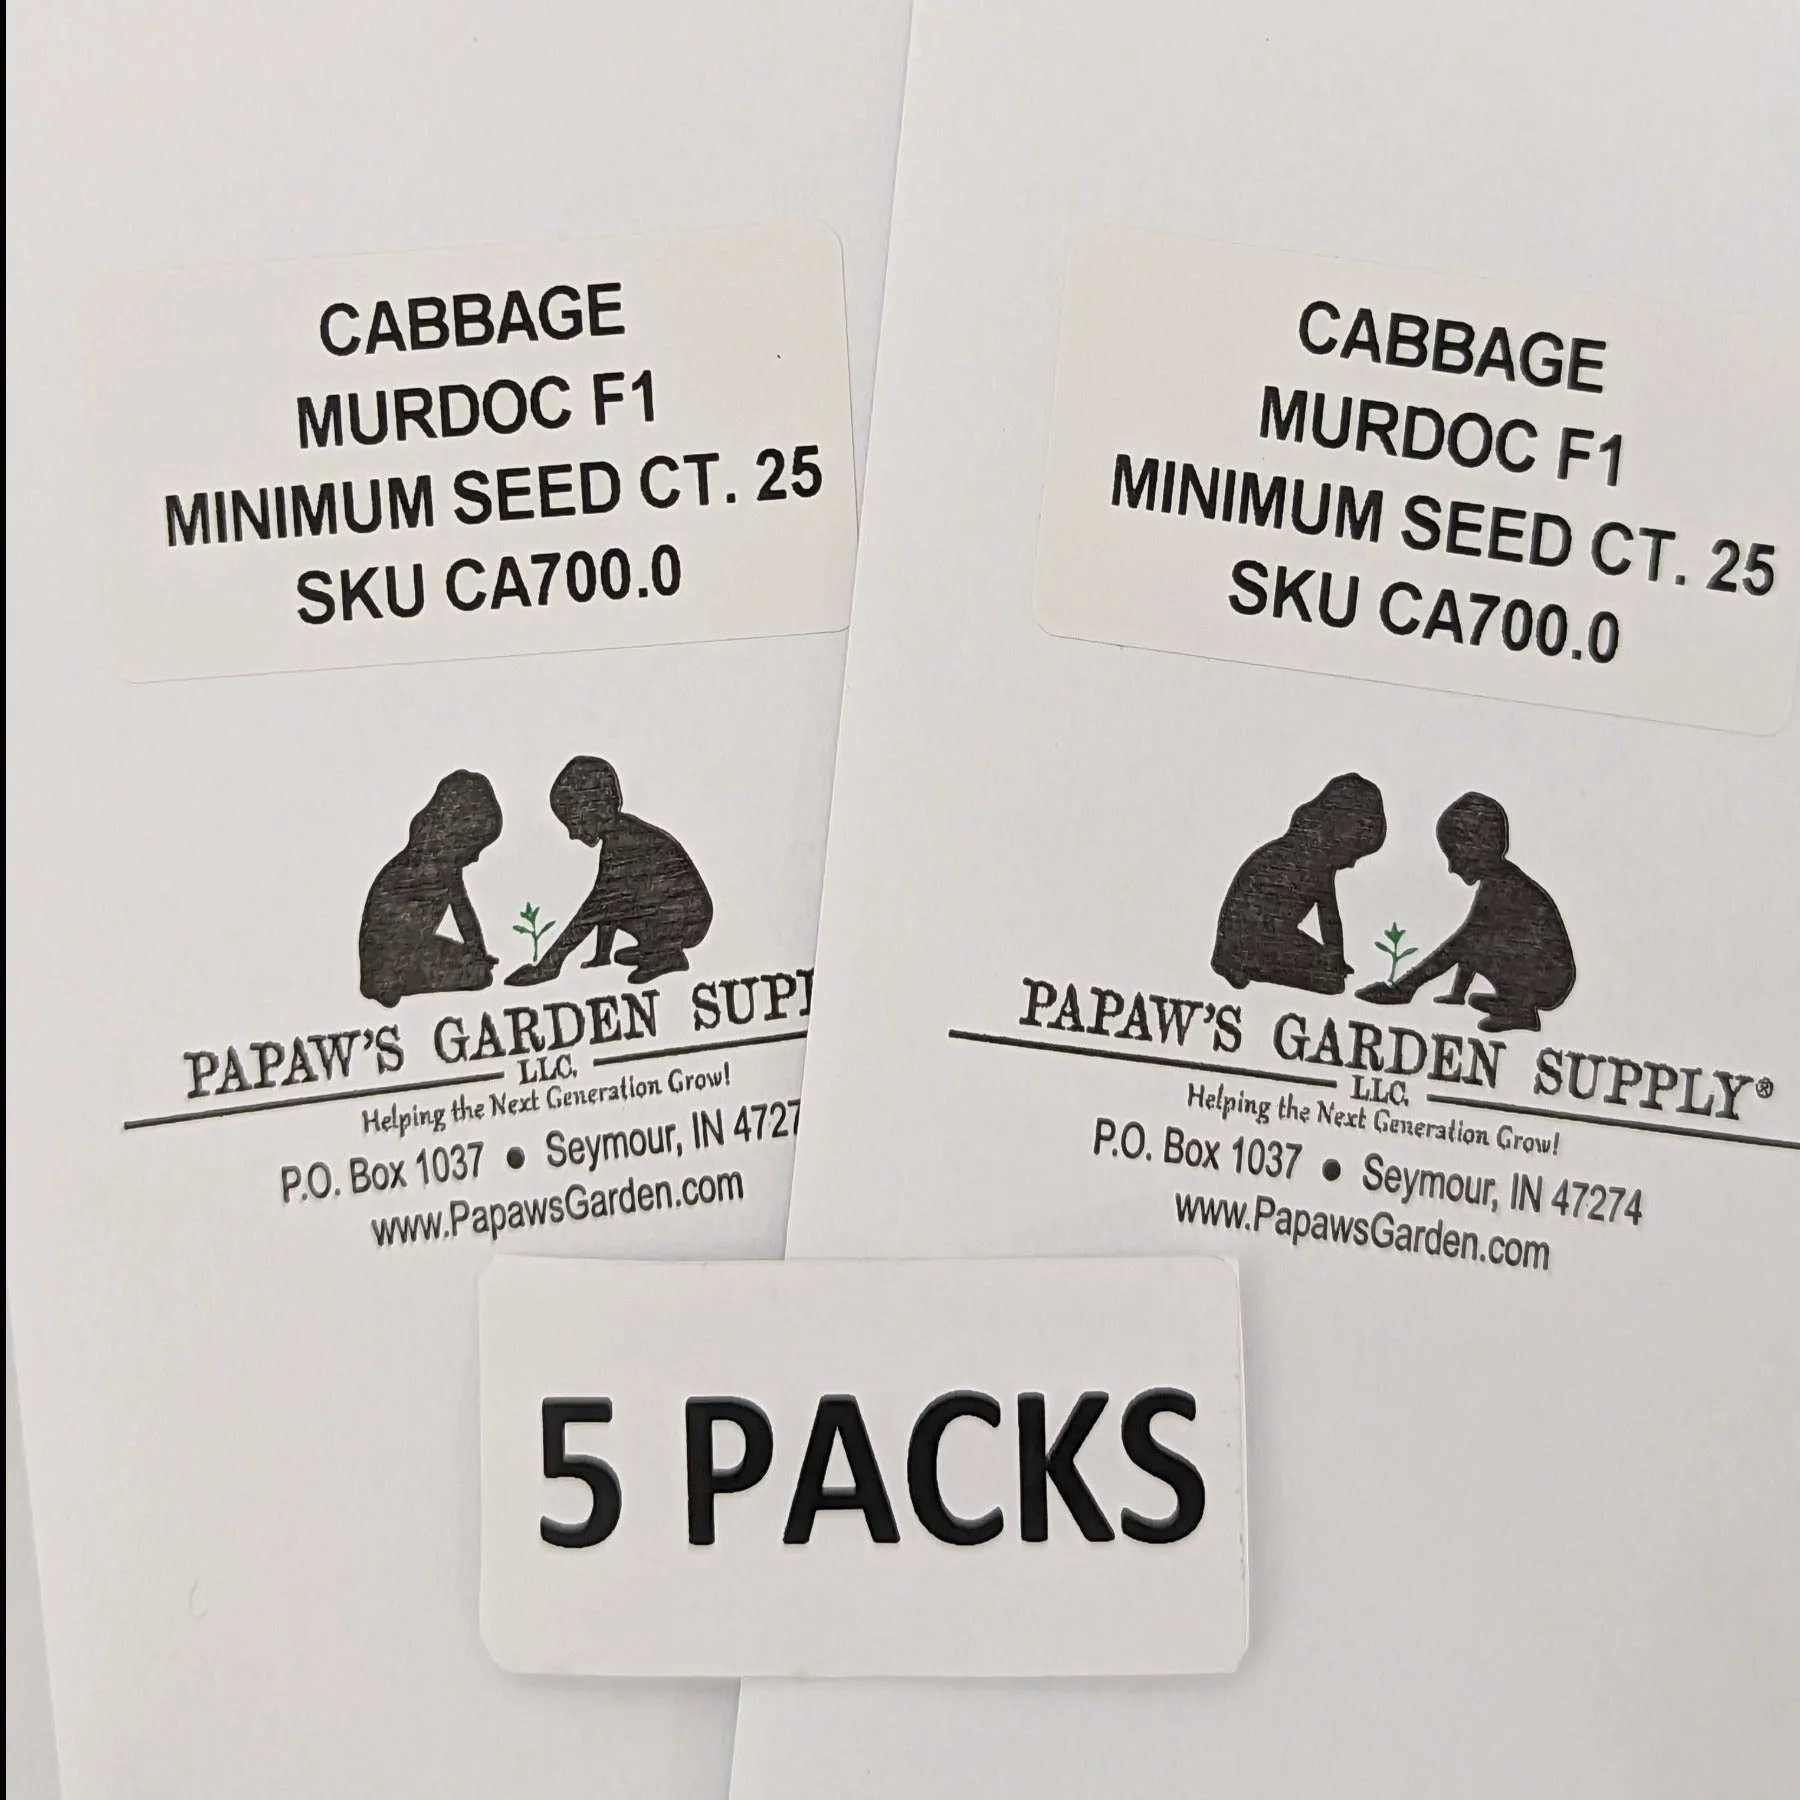 CABBAGE
MURDOC F1
MINIMUM SEED CT. 25
SKU CA700.0
PAPAW'S GARDEN SUPPL
LLC.
Helping the Next Generation Grow!
P.O. Box 1037 • Seymour, IN 4727
www.PapawsGarden.com
CABBAGE
MURDOC F1
MINIMUM SEED CT. 25
SKU CA700.0
PAPAW'S GARDEN SUPPLY®
LLC.
Helping the Next Generation Grow!
P.O. Box 1037 • Seymour, IN 47274
www.PapawsGarden.com
5 PACKS